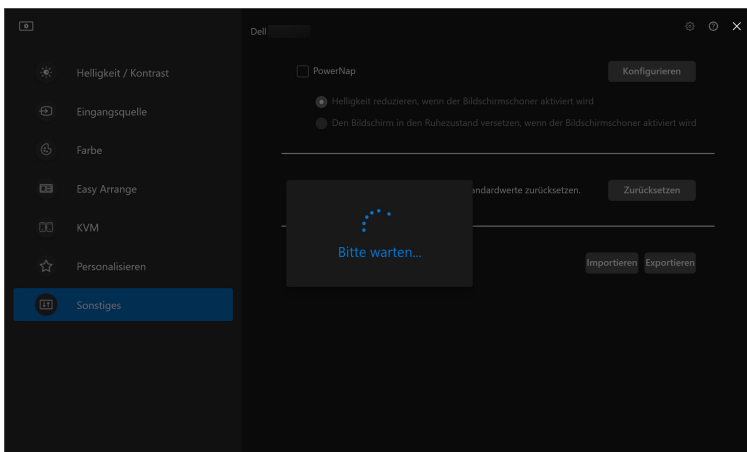 Dell
Helligkeit / Kontrast
Eingangsquelle
Farbe
Easy Arrange
KVM
Personalisieren
Sonstiges
PowerNap
Konfigurieren
Helligkeit reduzieren, wenn der Bildschirmschoner aktiviert wird
Den Bildschirm in den Ruhezustand versetzen, wenn der Bildschirmschoner aktiviert wird
ndardwerte zurücksetzen.
Zurücksetzen
Bitte warten...
Importieren
Exportieren